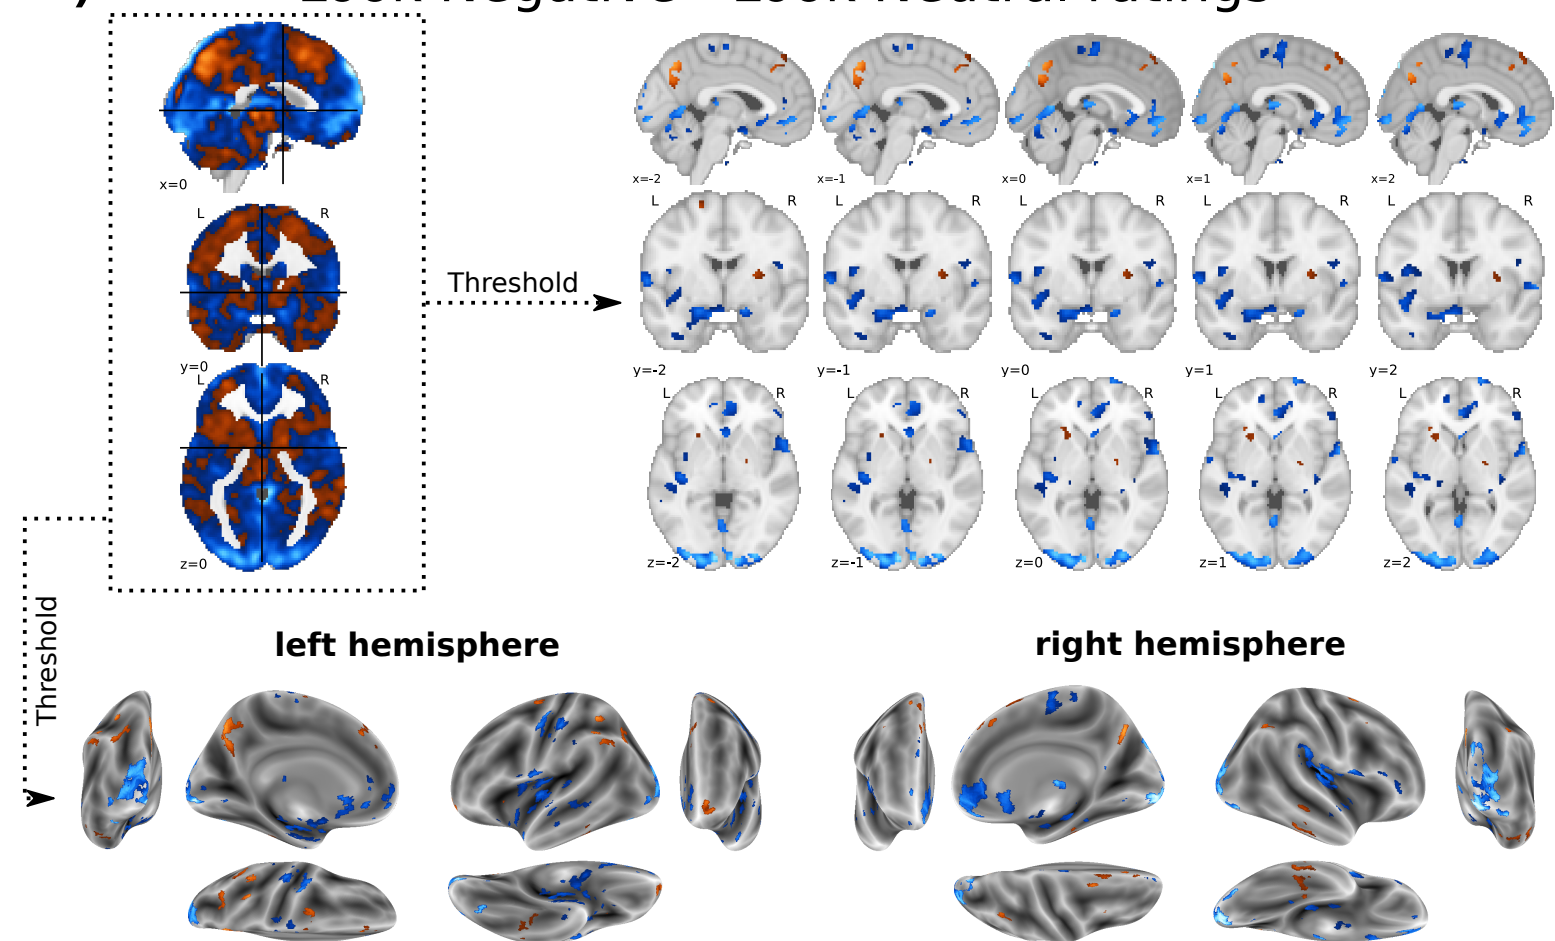 Look Negative Look Neutral ratings
x=0
L R
y=0
L R
z=0
Threshold
x=-2 x=-1 x=0 x=1 x=2
L R L R L R L R L R
y=-2 y=-1 y=0 y=1 y=2
L R L R L R L R L R
z=-2 z=-1 z=0 z=1 z=2
Threshold
left hemisphere
right hemisphere